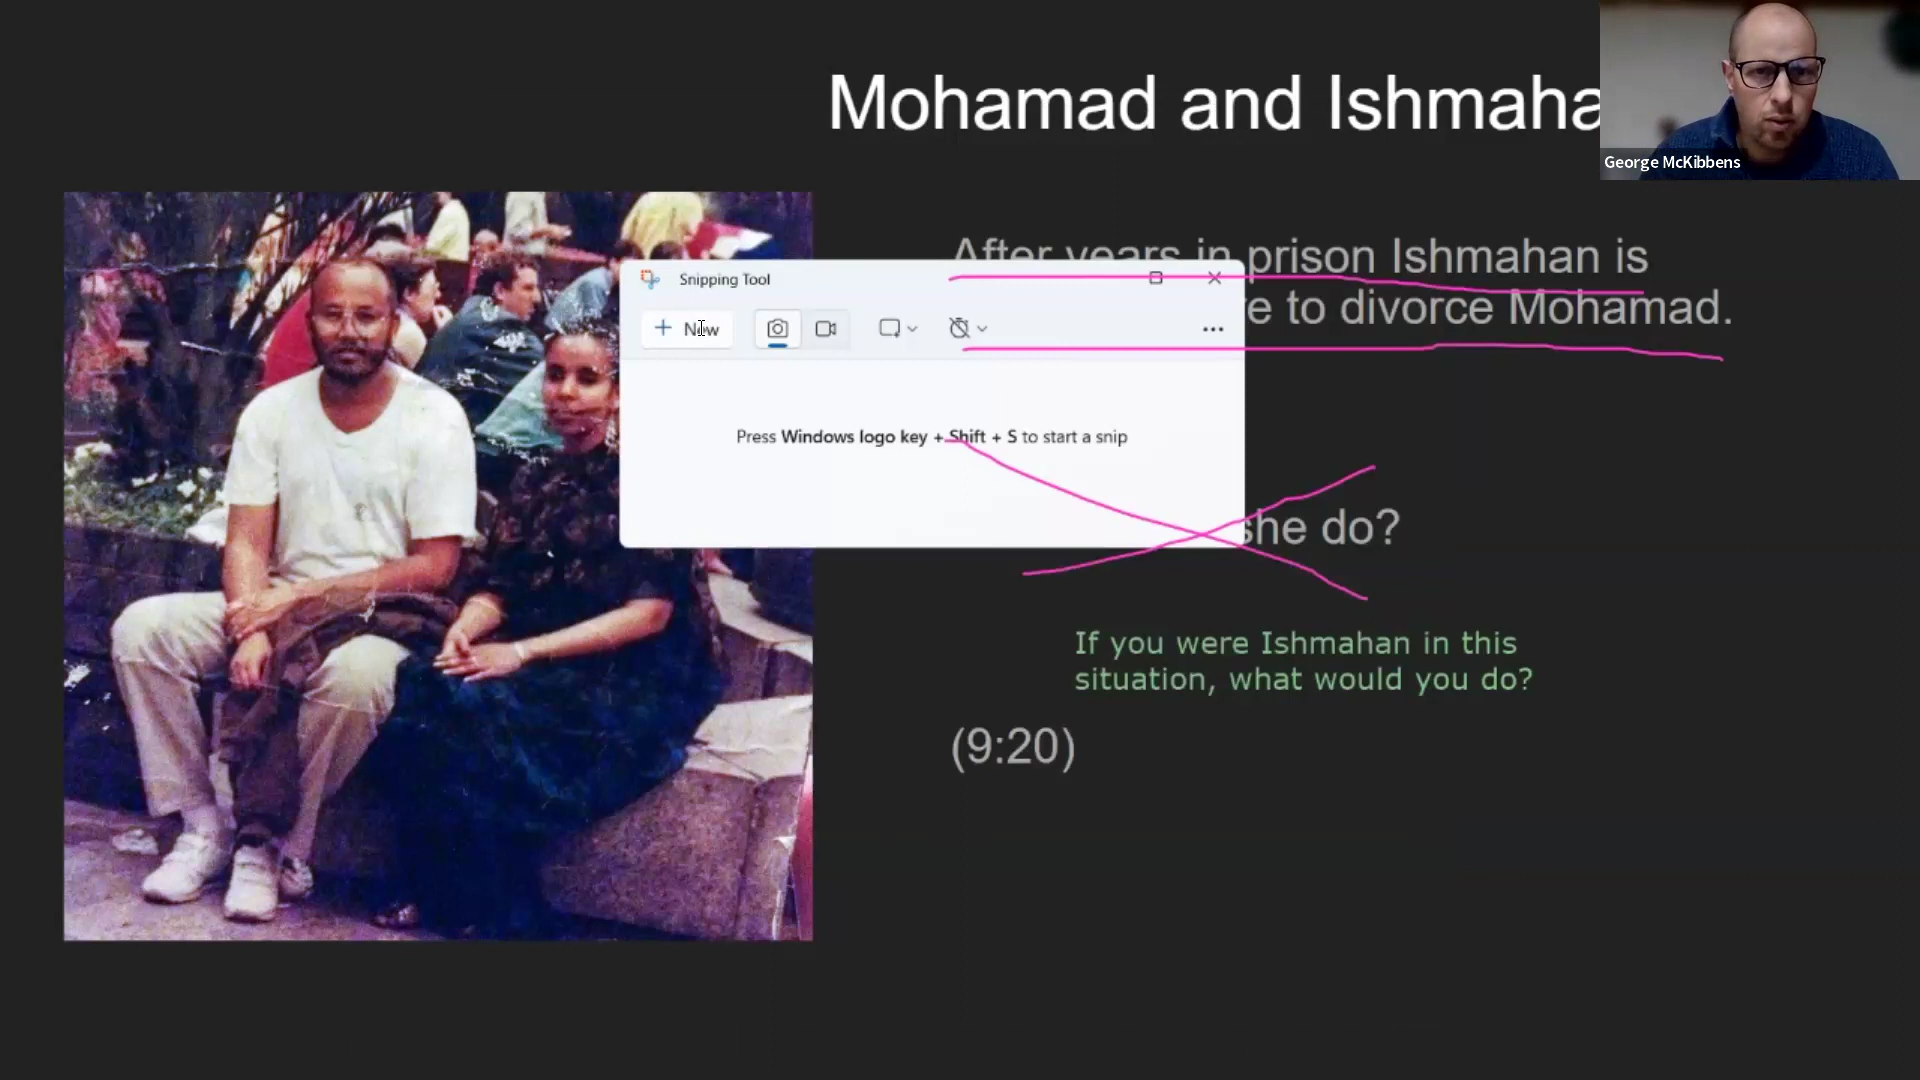 Mohamad and Ishmaha
George McKibbens
After years in prison Ishmahan is
e to divorce Mohamad.
Snipping Tool
New
Press Windows logo key + Shift + S to start a snip
she do?
If you were Ishmahan in this
situation, what would you do?
(9:20)